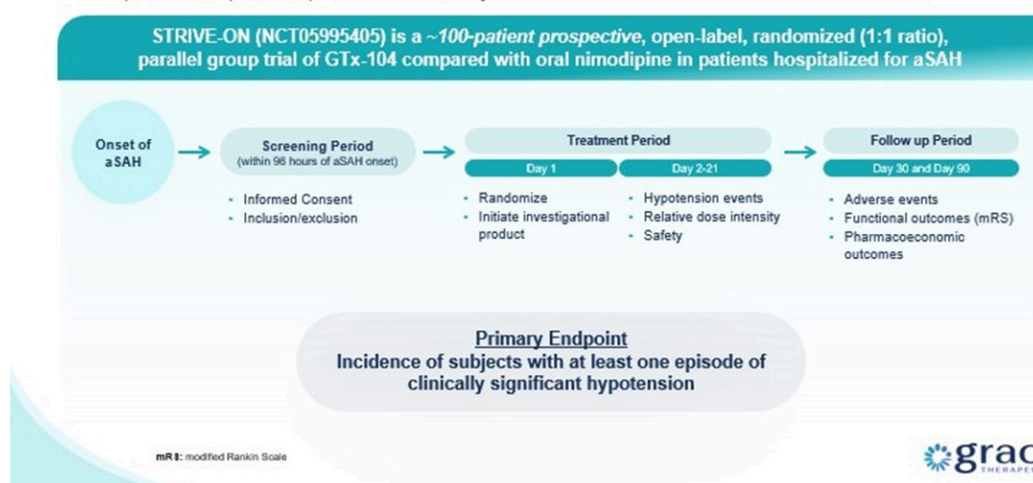 STRIVE-ON (NCT05995405) is a ~100-patient prospective, open-label, randomized (1:1 ratio),
parallel group trial of GTx-104 compared with oral nimodipine in patients hospitalized for aSAH
Onset of
aSAH
Screening Period
(within 96 hours of aSAH onset)
• Informed Consent
• Inclusion/exclusion
Treatment Period
Day 1
Day 2-21
• Randomize
• Initiate investigational
product
• Hypotension events
• Relative dose intensity
• Safety
Follow up Period
Day 30 and Day 90
• Adverse events
• Functional outcomes (mRS)
• Pharmacoeconomic
outcomes
Primary Endpoint
Incidence of subjects with at least one episode of
clinically significant hypotension
mRS: modified Rankin Scale
grac
THERAPE